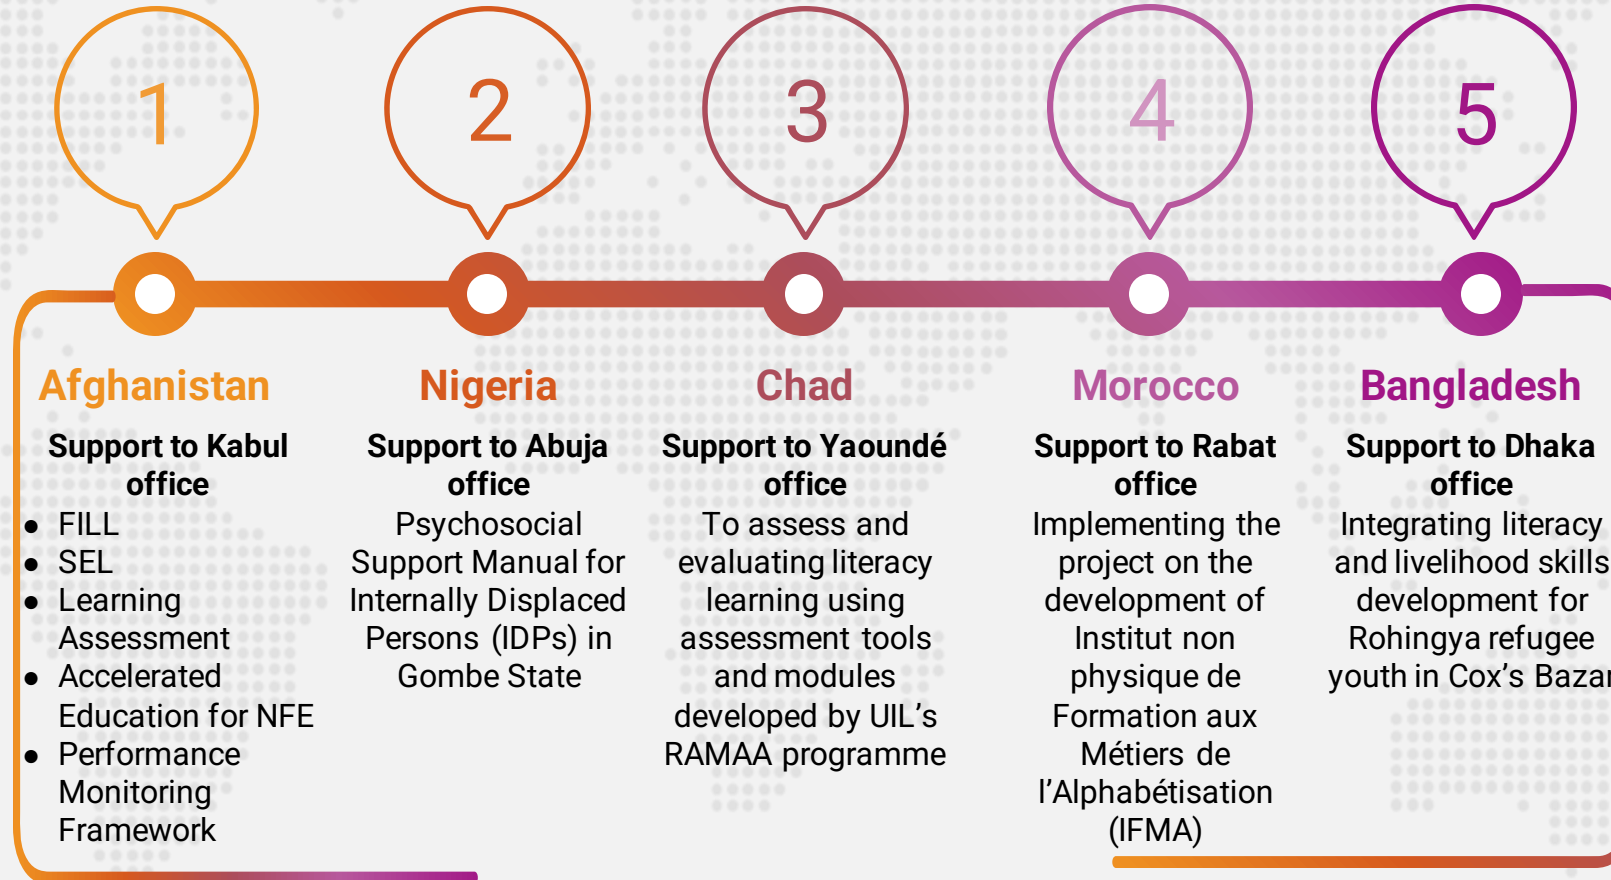 1
2
3
4
5
Afghanistan
Support to Kabul
office
● FILL
● SEL
● Learning
Assessment
● Accelerated
Education for NFE
● Performance
Monitoring
Framework
Nigeria
Support to Abuja
office
Psychosocial
Support Manual for
Internally Displaced
Persons (IDPs) in
Gombe State
Chad
Support to Yaoundé
office
To assess and
evaluating literacy
learning using
assessment tools
and modules
developed by UIL’s
RAMAA programme
Morocco
Support to Rabat
office
Implementing the
project on the
development of
Institut non
physique de
Formation aux
Métiers de
l’Alphabétisation
(IFMA)
Bangladesh
Support to Dhaka
office
Integrating literacy
and livelihood skills
development for
Rohingya refugee
youth in Cox’s Bazar